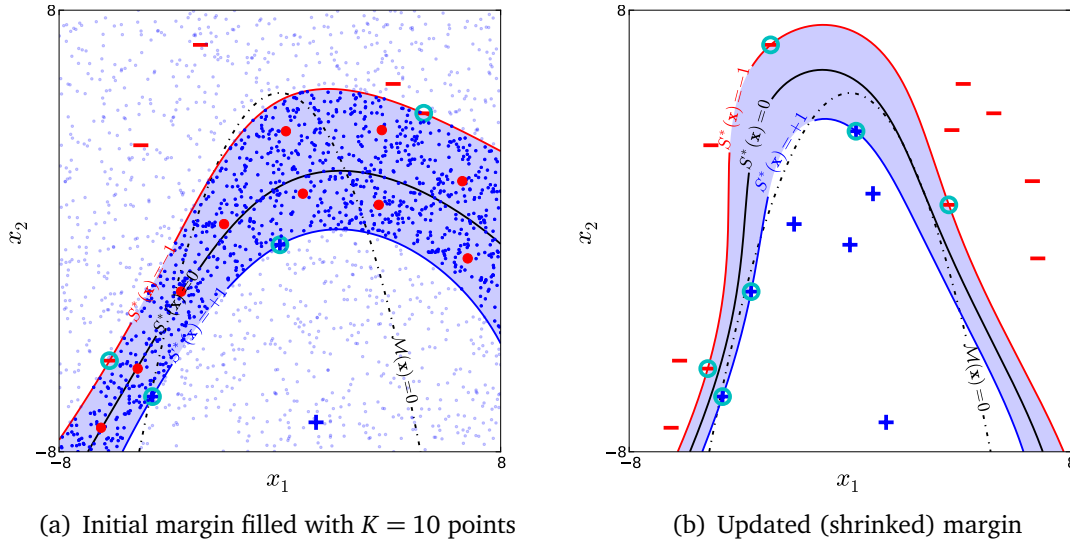 8
x₂
S*(x)=−1
S*(x)=0
S*(x)=+1
M(x)=0
−8
−8
8
x₁
(a) Initial margin filled with K = 10 points
8
x₂
S*(x)=−1
S*(x)=0
S*(x)=+1
M(x)=0
−8
−8
8
x₁
(b) Updated (shrinked) margin